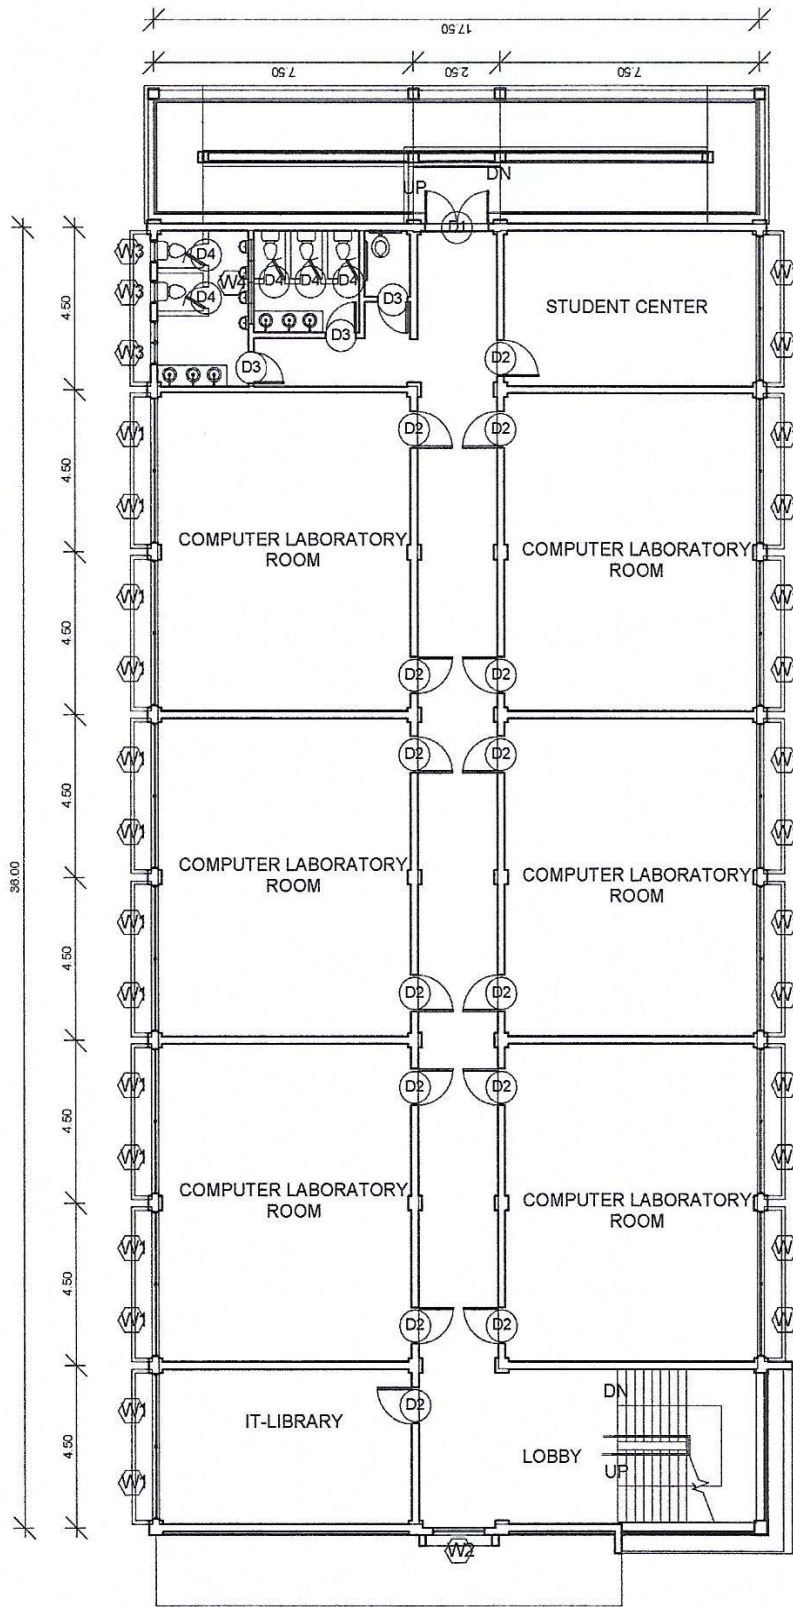 17.50
7.50
2.50
7.50
UP
DN
D1
W3
D4
W3
D4
W4
D4
D4
D4
W
4.50
D3
STUDENT CENTER
D3
W3
W
D2
D3
W1
D2
D2
W
4.50
W1
W
COMPUTER LABORATORY
ROOM
COMPUTER LABORATORY
ROOM
W1
W
4.50
W1
D2
D2
W
W1
D2
D2
W
4.50
W1
W
COMPUTER LABORATORY
ROOM
COMPUTER LABORATORY
ROOM
36.00
W1
W
4.50
W1
D2
D2
W
W1
D2
D2
W
4.50
W1
W
COMPUTER LABORATORY
ROOM
COMPUTER LABORATORY
ROOM
W1
W
4.50
W1
D2
D2
W
W1
D2
DN
IT-LIBRARY
4.50
LOBBY
UP
W1
W2